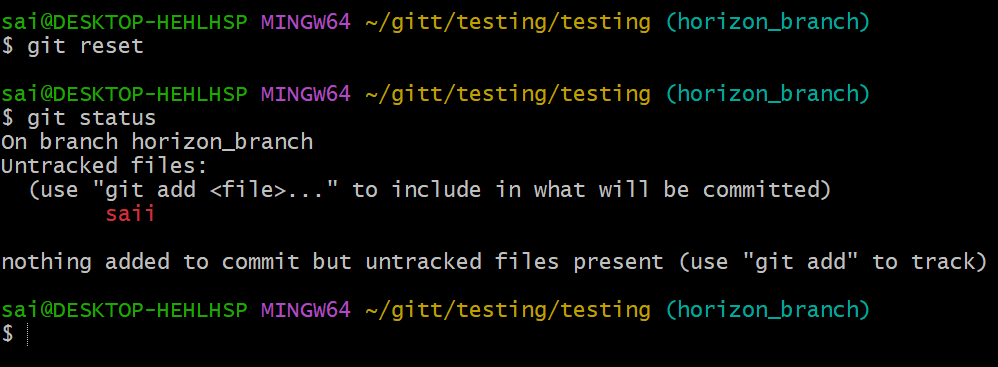 sai@DESKTOP-HEHLHSP MINGW64 ~/gitt/testing/testing (horizon_branch)
$ git reset
sai@DESKTOP-HEHLHSP MINGW64 ~/gitt/testing/testing (horizon_branch)
$ git status
On branch horizon_branch
Untracked files:
  (use "git add <file>..." to include in what will be committed)
        saii
nothing added to commit but untracked files present (use "git add" to track)
sai@DESKTOP-HEHLHSP MINGW64 ~/gitt/testing/testing (horizon_branch)
$